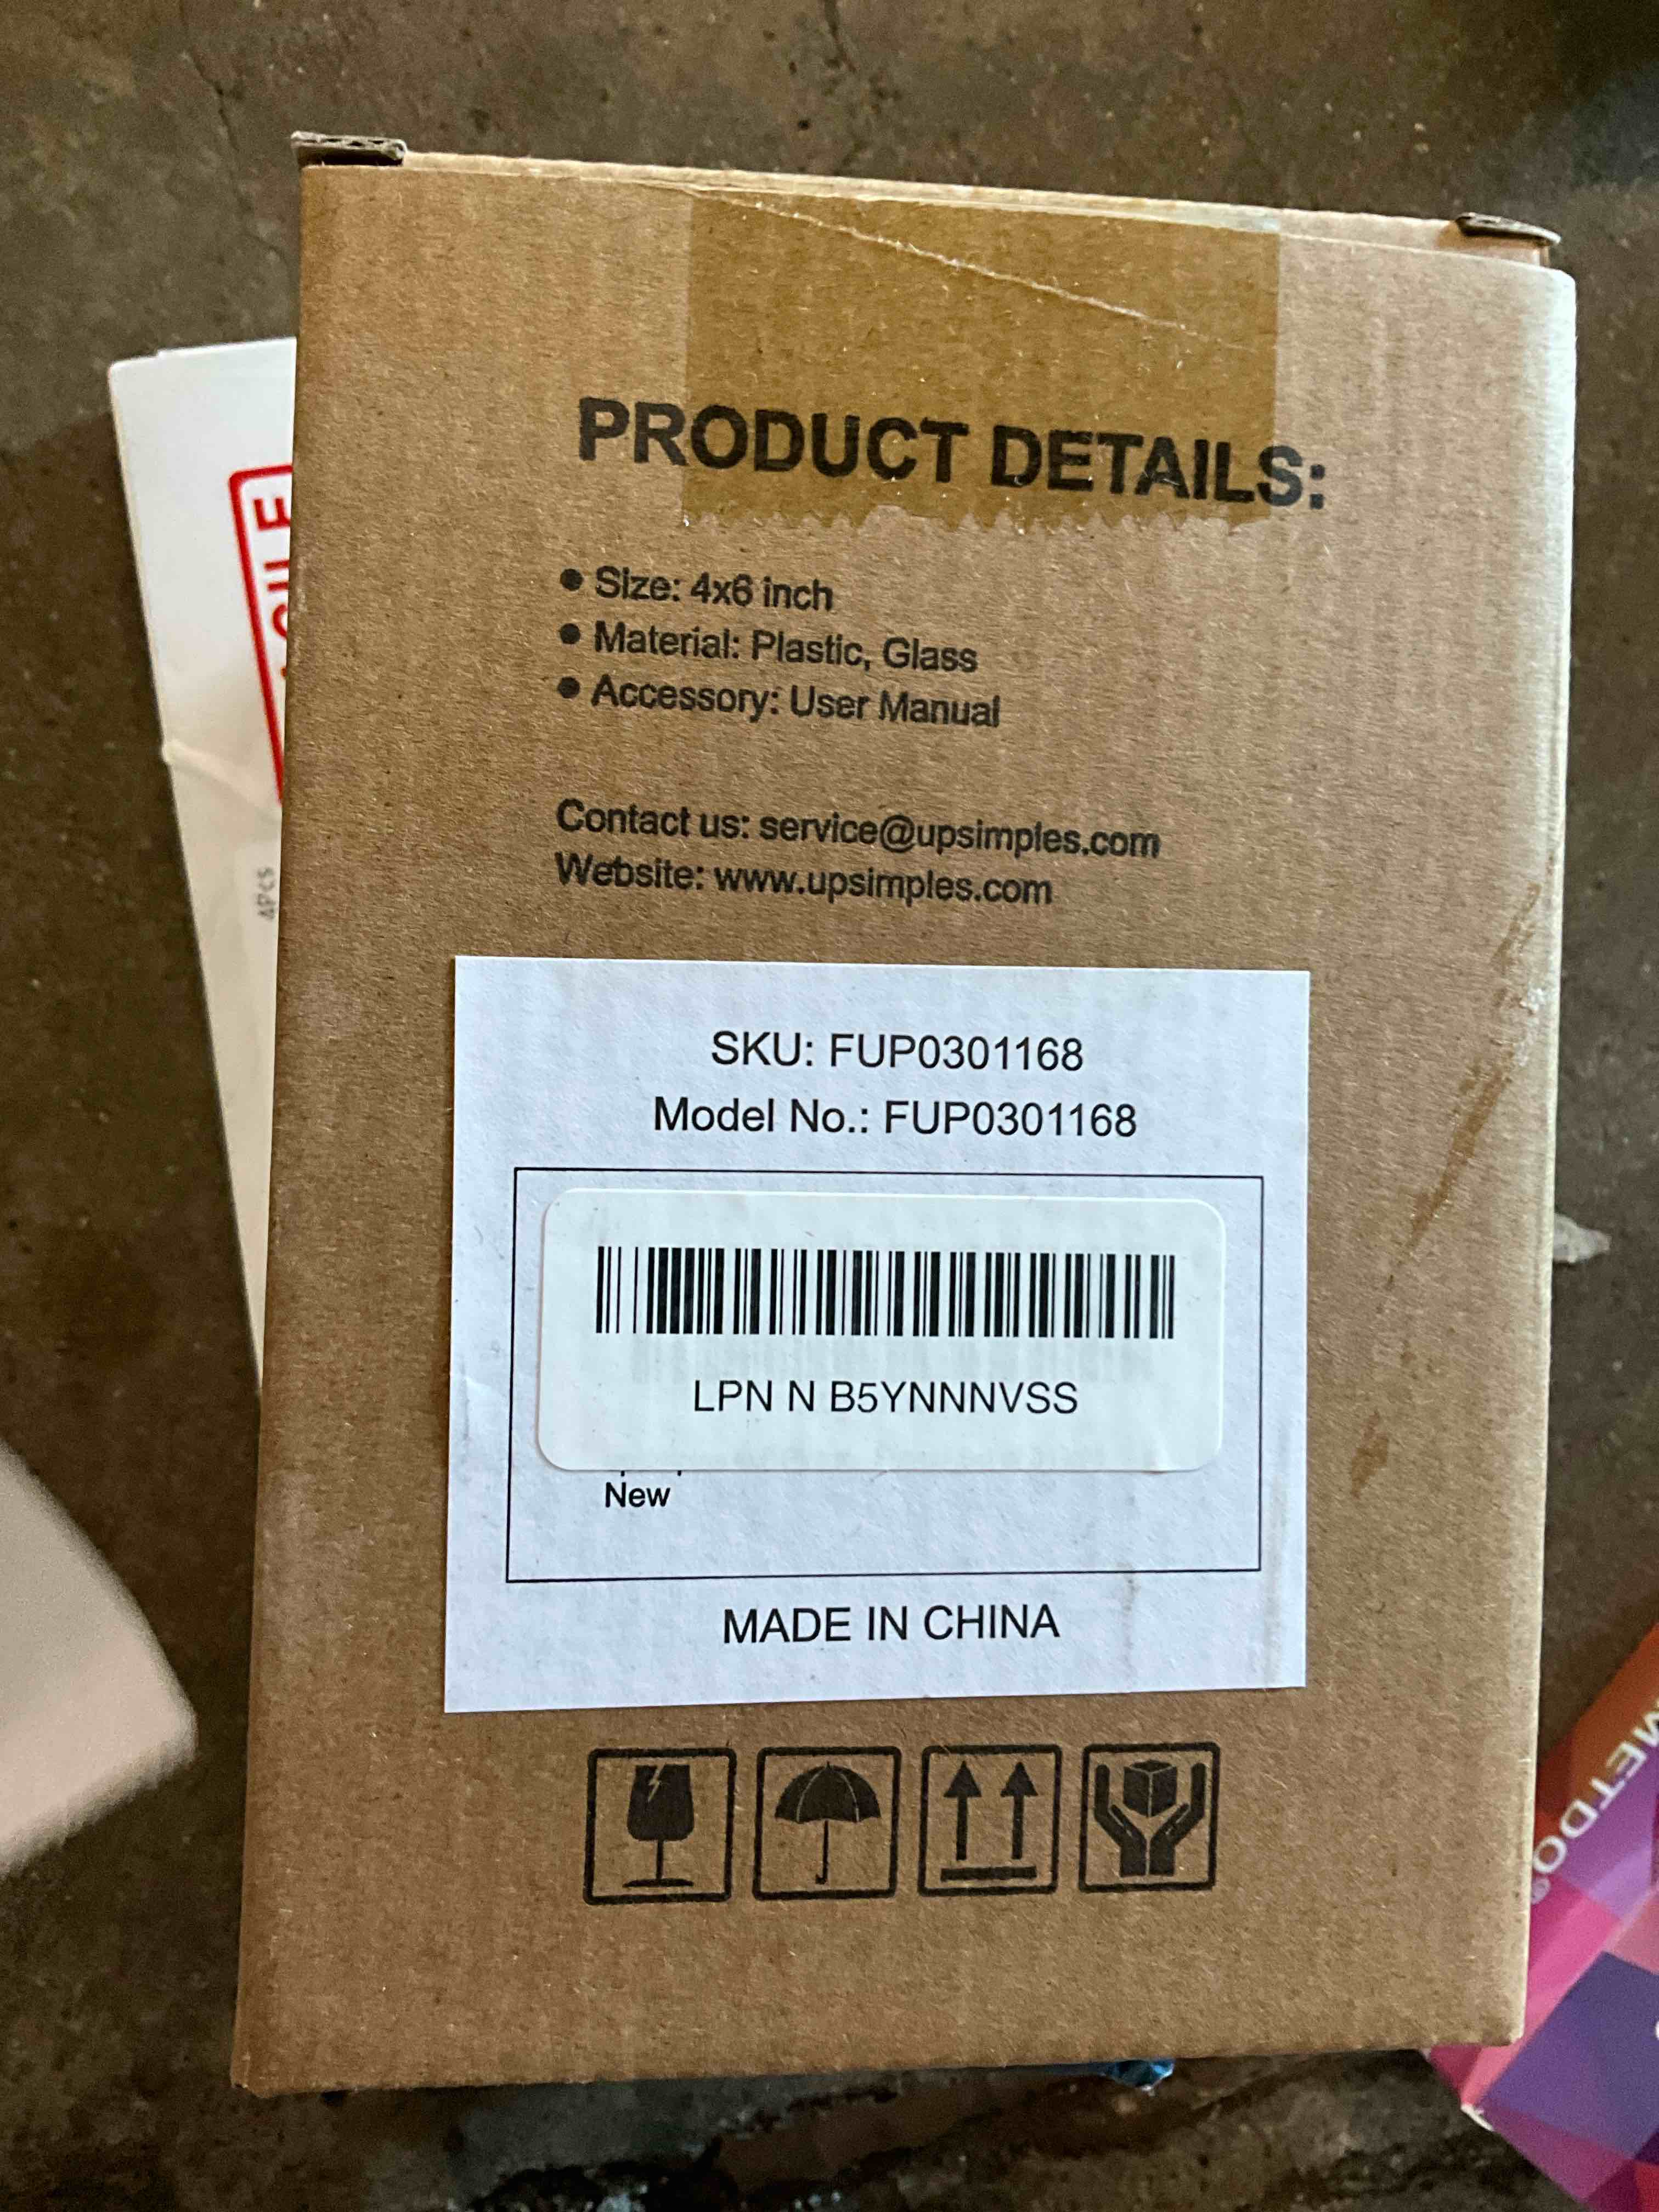 PRODUCT DETAILS:
● Size: 4x6 inch
● Material: Plastic, Glass
● Accessory: User Manual
Contact us: service@upsimples.com
Website: www.upsimples.com
SKU: FUP0301168
Model No.: FUP0301168
LPN N B5YNNNVSS
New
MADE IN CHINA
4Pcs
METDO